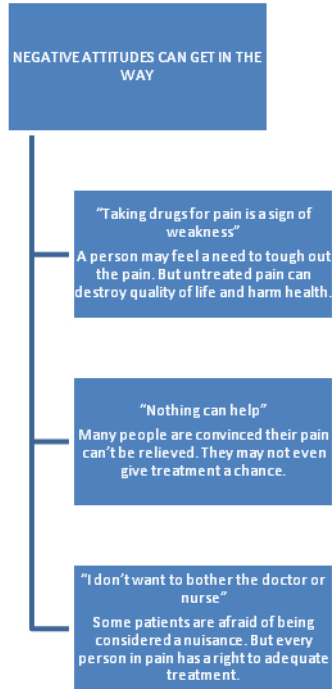 NEGATIVE ATTITUDES CAN GET IN THE
WAY
“Taking drugs for pain is a sign of
weakness”
A person may feel a need to tough out
the pain. But untreated pain can
destroy quality of life and harm health.
“Nothing can help”
Many people are convinced their pain
can’t be relieved. They may not even
give treatment a chance.
“I don’t want to bother the doctor or
nurse”
Some patients are afraid of being
considered a nuisance. But every
person in pain has a right to adequate
treatment.